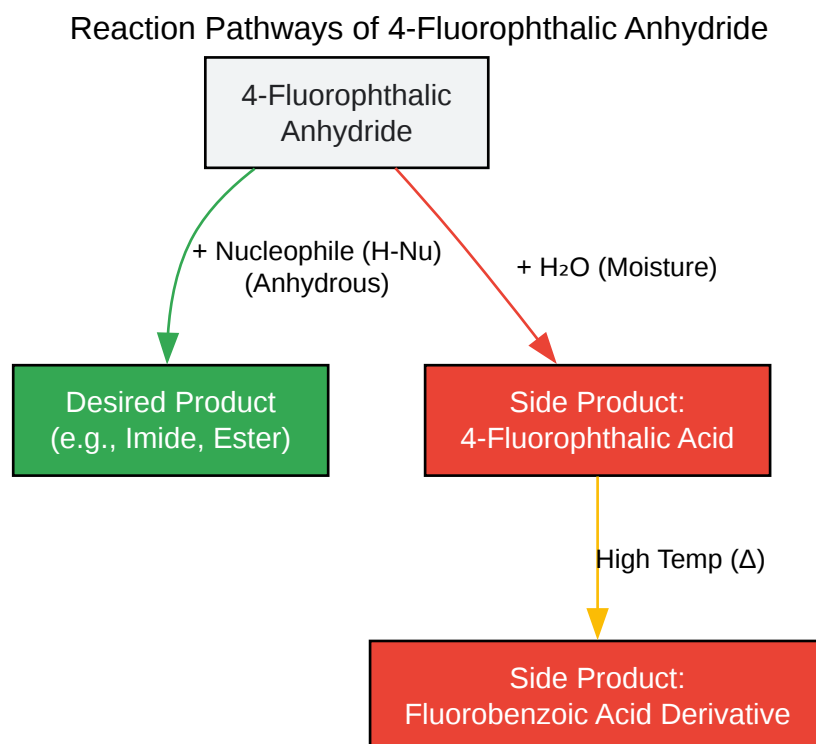 Reaction Pathways of 4-Fluorophthalic Anhydride
4-Fluorophthalic
Anhydride
+ Nucleophile (H-Nu)
(Anhydrous)
+ H₂O (Moisture)
Desired Product
(e.g., Imide, Ester)
Side Product:
4-Fluorophthalic Acid
High Temp (Δ)
Side Product:
Fluorobenzoic Acid Derivative